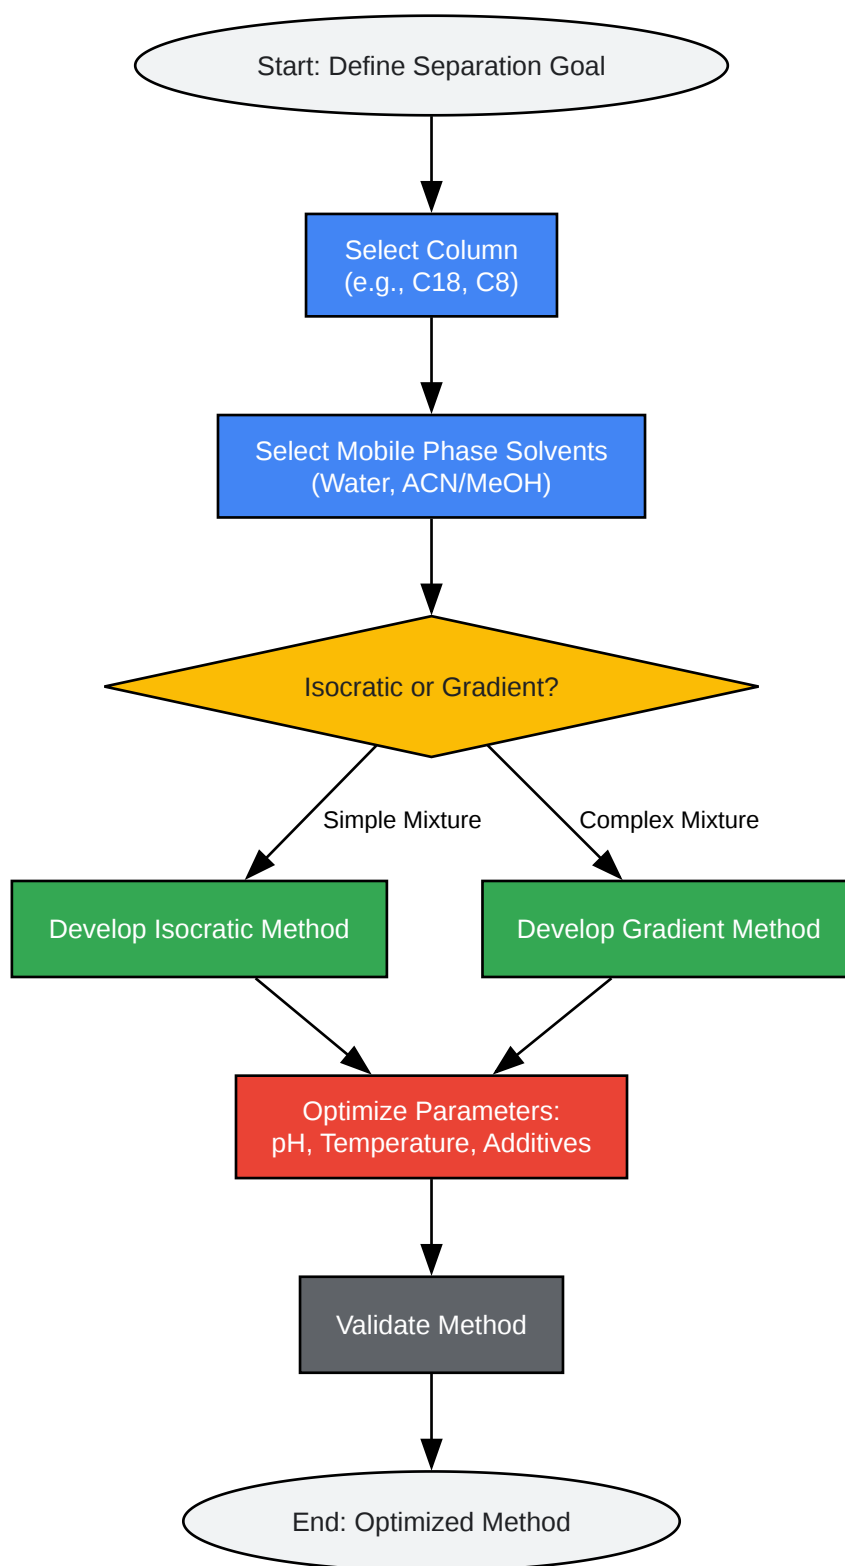 Start: Define Separation Goal
Select Column
(e.g., C18, C8)
Select Mobile Phase Solvents
(Water, ACN/MeOH)
Isocratic or Gradient?
Simple Mixture
Complex Mixture
Develop Isocratic Method
Develop Gradient Method
Optimize Parameters:
pH, Temperature, Additives
Validate Method
End: Optimized Method